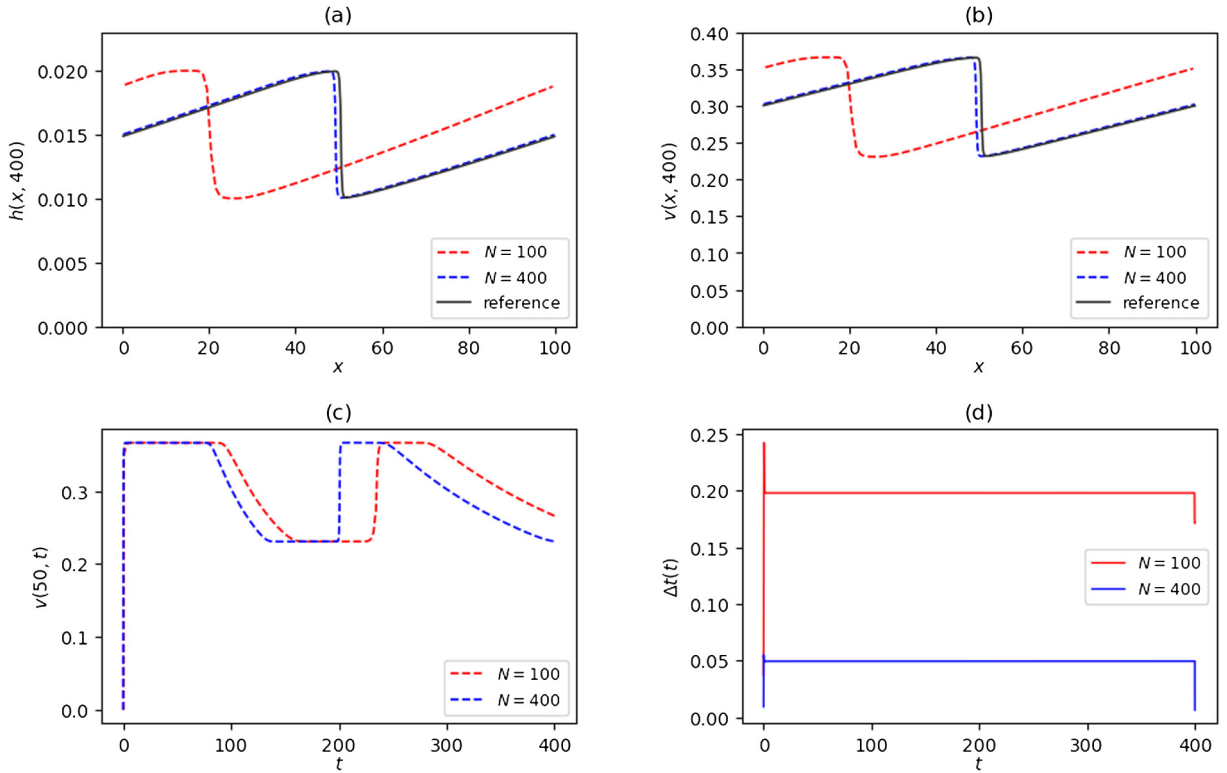 (a)
h(x, 400)
0.020
0.015
0.010
0.005
0.000
0 20 40 60 80 100
x
N = 100
N = 400
reference
(b)
v(x, 400)
0.40
0.35
0.30
0.25
0.20
0.15
0.10
0.05
0.00
0 20 40 60 80 100
x
N = 100
N = 400
reference
(c)
v(50, t)
0.3
0.2
0.1
0.0
0 100 200 300 400
t
N = 100
N = 400
(d)
Δt(t)
0.25
0.20
0.15
0.10
0.05
0.00
0 100 200 300 400
t
N = 100
N = 400